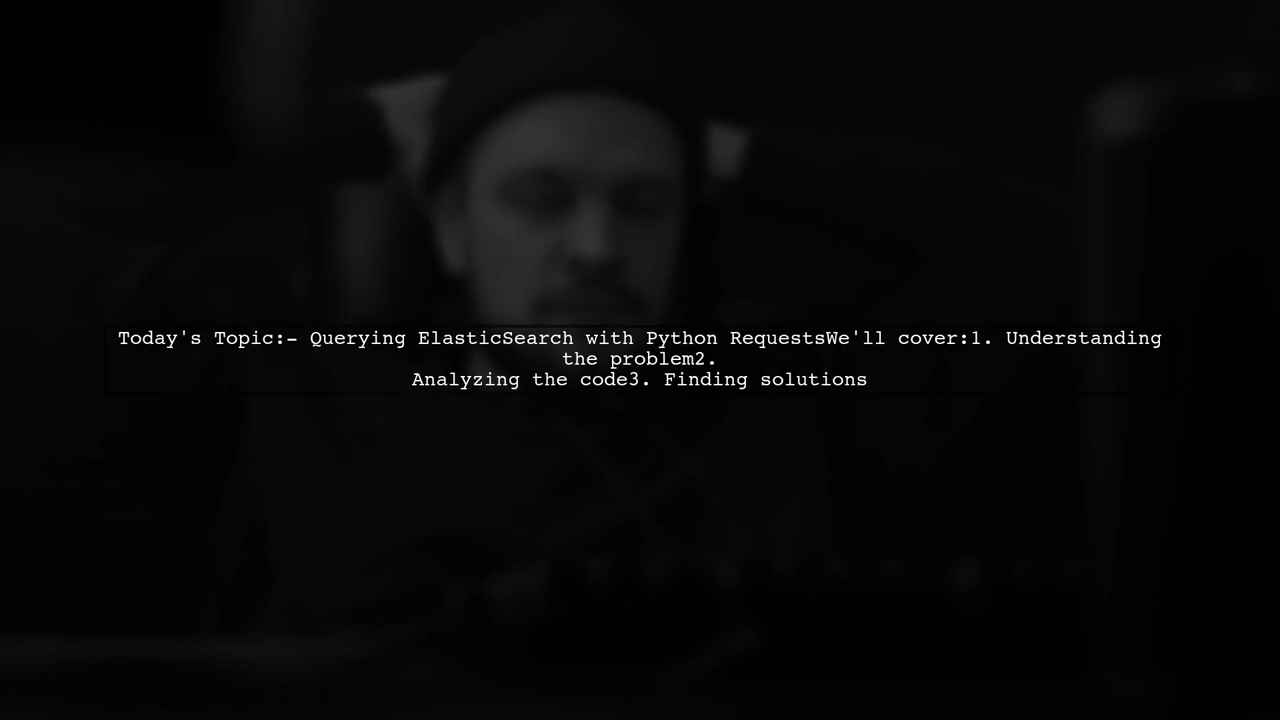 Today's Topic:- Querying ElasticSearch with Python RequestsWe'll cover:1. Understanding
the problem2.
Analyzing the code3. Finding solutions